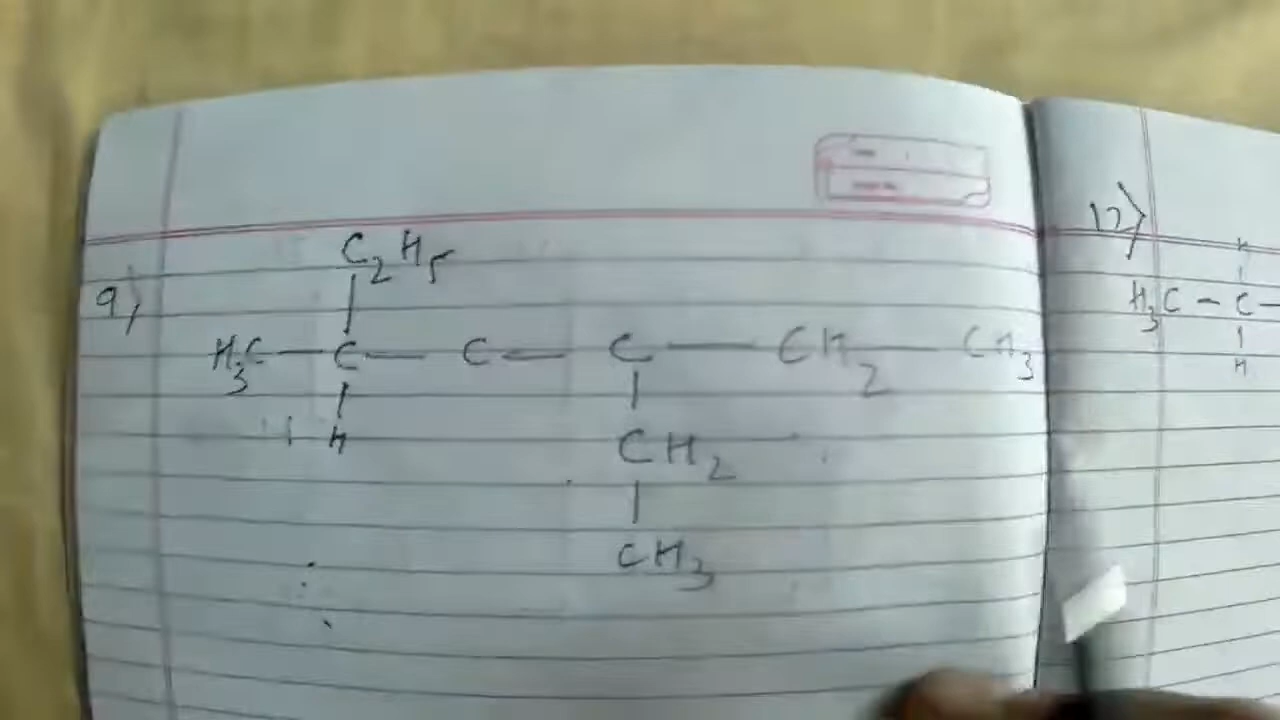 C2H5
9)
H3C — C — C = C — CH2 — CH3
H
CH2
CH3
12)
H
H3C – C –
H